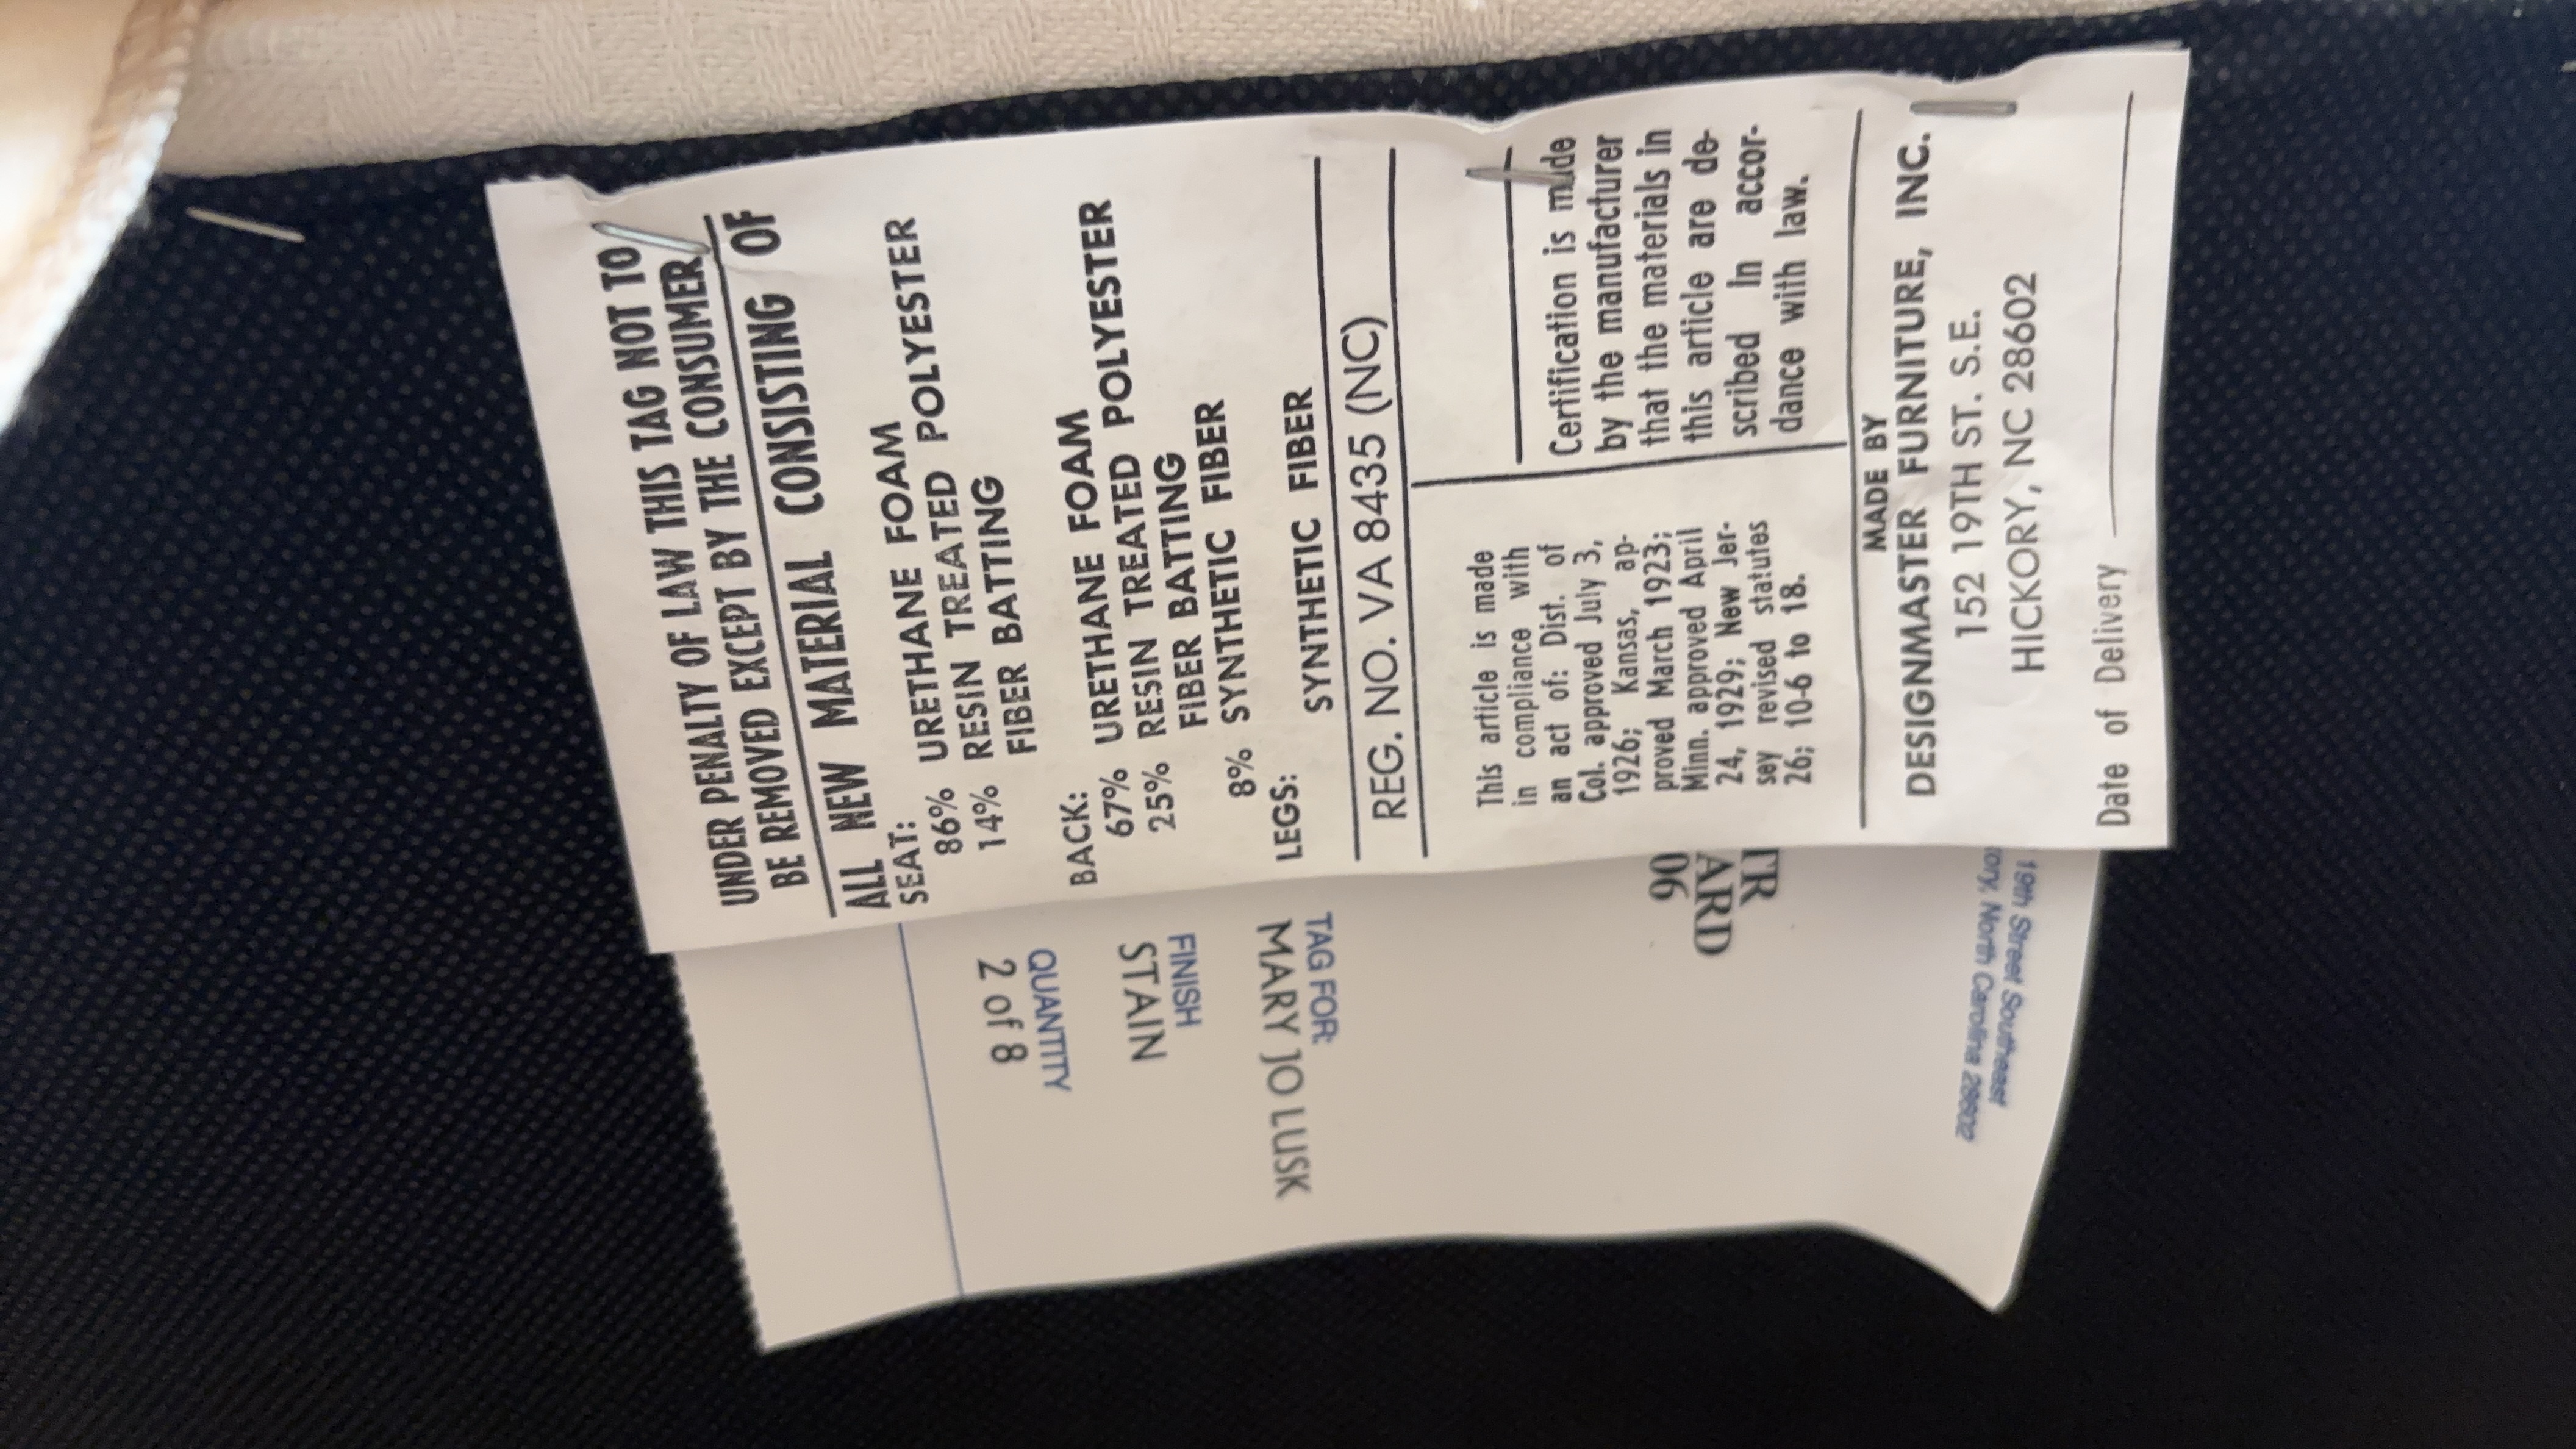 UNDER PENALTY OF LAW THIS TAG NOT TO
BE REMOVED EXCEPT BY THE CONSUMER
ALL NEW MATERIAL CONSISTING OF
SEAT:
86% URETHANE FOAM
14% RESIN TREATED POLYESTER
FIBER BATTING
BACK:
67% URETHANE FOAM
25% RESIN TREATED POLYESTER
FIBER BATTING
8% SYNTHETIC FIBER
LEGS:
SYNTHETIC FIBER
REG. NO. VA 8435 (NC)
This article is made
in compliance with
an act of: Dist. of
Col. approved July 3,
1926; Kansas, ap-
proved March 1923;
Minn. approved April
24, 1929; New Jer-
sey revised statutes
26; 10-6 to 18.
Certification is made
by the manufacturer
that the materials in
this article are de-
scribed in accor-
dance with law.
MADE BY
DESIGNMASTER FURNITURE, INC.
152 19TH ST. S.E.
HICKORY, NC 28602
Date of Delivery
19th Street Southeast
tory, North Carolina 28602
TR
ARD
06
TAG FOR:
MARY JO LUSK
FINISH
STAIN
QUANTITY
2 of 8